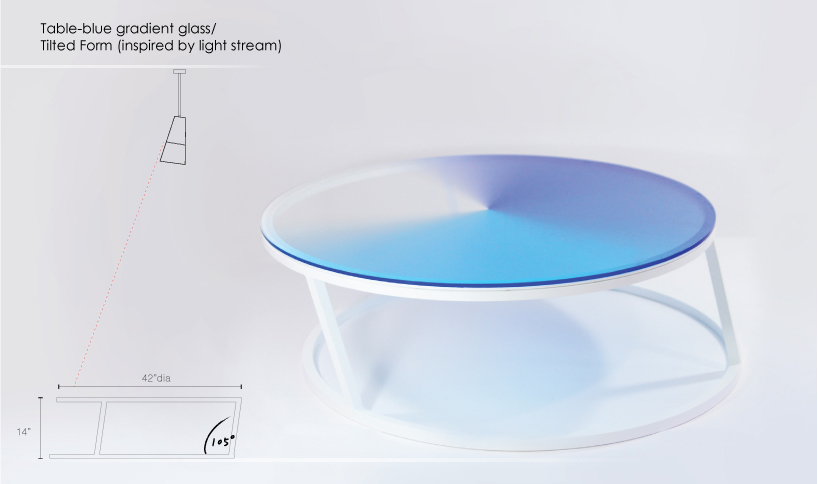 Table-blue gradient glass/
Tilted Form (inspired by light stream)
42"dia
14"
105°